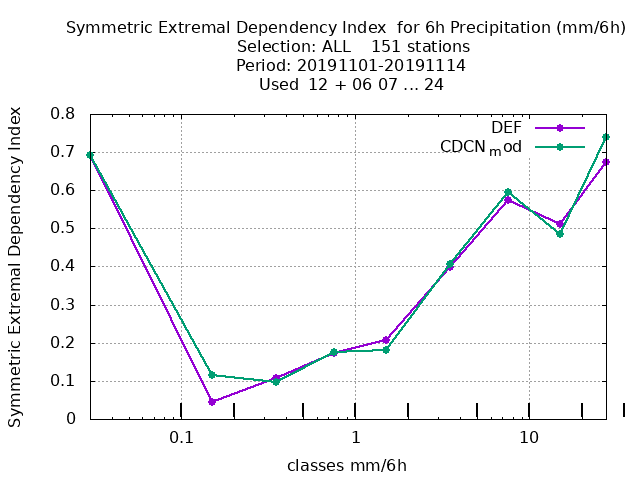 Symmetric Extremal Dependency Index  for 6h Precipitation (mm/6h)
Selection: ALL    151 stations
Period: 20191101-20191114
Used  12 + 06 07 ... 24
Symmetric Extremal Dependency Index
DEF
CDCN_mod
0.8
0.7
0.6
0.5
0.4
0.3
0.2
0.1
0
0.1 1 10
classes mm/6h